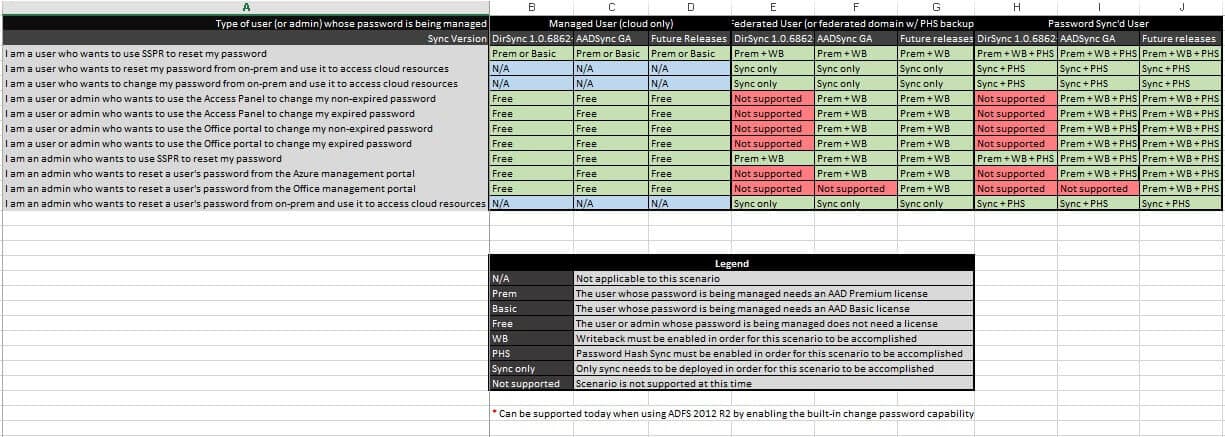 A B C D E F G H I J
Type of user (or admin) whose password is being managed Managed User (cloud only) Federated User (or federated domain w/ PHS backup Password Sync'd User
Sync Version DirSync 1.0.6862 AADSync GA Future Releases DirSync 1.0.6862 AADSync GA Future releases DirSync 1.0.6862 AADSync GA Future releases
I am a user who wants to use SSPR to reset my password Prem or Basic Prem or Basic Prem or Basic Prem + WB Prem + WB Prem + WB Prem + WB + PHS Prem + WB + PHS Prem + WB + PHS
I am a user who wants to reset my password from on-prem and use it to access cloud resources N/A N/A N/A Sync only Sync only Sync only Sync + PHS Sync + PHS Sync + PHS
I am a user who wants to change my password from on-prem and use it to access cloud resources N/A N/A N/A Sync only Sync only Sync only Sync + PHS Sync + PHS Sync + PHS
I am a user or admin who wants to use the Access Panel to change my non-expired password Free Free Free Not supported Prem + WB Prem + WB Not supported Prem + WB + PHS Prem + WB + PHS
I am a user or admin who wants to use the Access Panel to change my expired password Free Free Free Not supported Prem + WB Prem + WB Not supported Prem + WB + PHS Prem + WB + PHS
I am a user or admin who wants to use the Office portal to change my non-expired password Free Free Free Not supported Prem + WB Prem + WB Not supported Prem + WB + PHS Prem + WB + PHS
I am a user or admin who wants to use the Office portal to change my expired password Free Free Free Not supported Prem + WB Prem + WB Not supported Prem + WB + PHS Prem + WB + PHS
I am an admin who wants to use SSPR to reset my password Free Free Free Prem + WB Prem + WB Prem + WB Prem + WB + PHS Prem + WB + PHS Prem + WB + PHS
I am an admin who wants to reset a user's password from the Azure management portal Free Free Free Not supported Prem + WB Prem + WB Not supported Prem + WB + PHS Prem + WB + PHS
I am an admin who wants to reset a user's password from the Office management portal Free Free Free Not supported Not supported Prem + WB Not supported Not supported Prem + WB + PHS
I am an admin who wants to reset a user's password from on-prem and use it to access cloud resources N/A N/A N/A Sync only Sync only Sync only Sync + PHS Sync + PHS Sync + PHS
Legend
N/A Not applicable to this scenario
Prem The user whose password is being managed needs an AAD Premium license
Basic The user whose password is being managed needs an AAD Basic license
Free The user or admin whose password is being managed does not need a license
WB Writeback must be enabled in order for this scenario to be accomplished
PHS Password Hash Sync must be enabled in order for this scenario to be accomplished
Sync only Only sync needs to be deployed in order for this scenario to be accomplished
Not supported Scenario is not supported at this time
* Can be supported today when using ADFS 2012 R2 by enabling the built-in change password capability